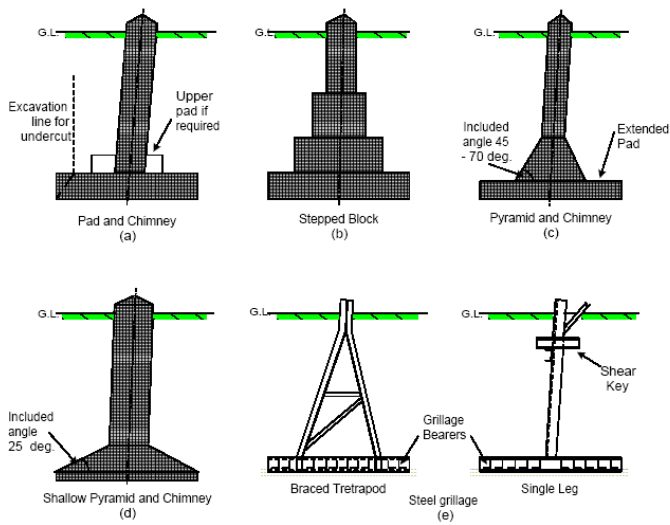 G.L.
Excavation
line for
undercut
Upper
pad if
required
Pad and Chimney
(a)
G.L.
Stepped Block
(b)
G.L.
Included
angle 45
- 70 deg.
Extended
Pad
Pyramid and Chimney
(c)
G.L.
Included
angle
25 deg.
Shallow Pyramid and Chimney
(d)
G.L.
Braced Tretrapod
Grillage
Bearers
Steel grillage
(e)
G.L.
Shear
Key
Single Leg